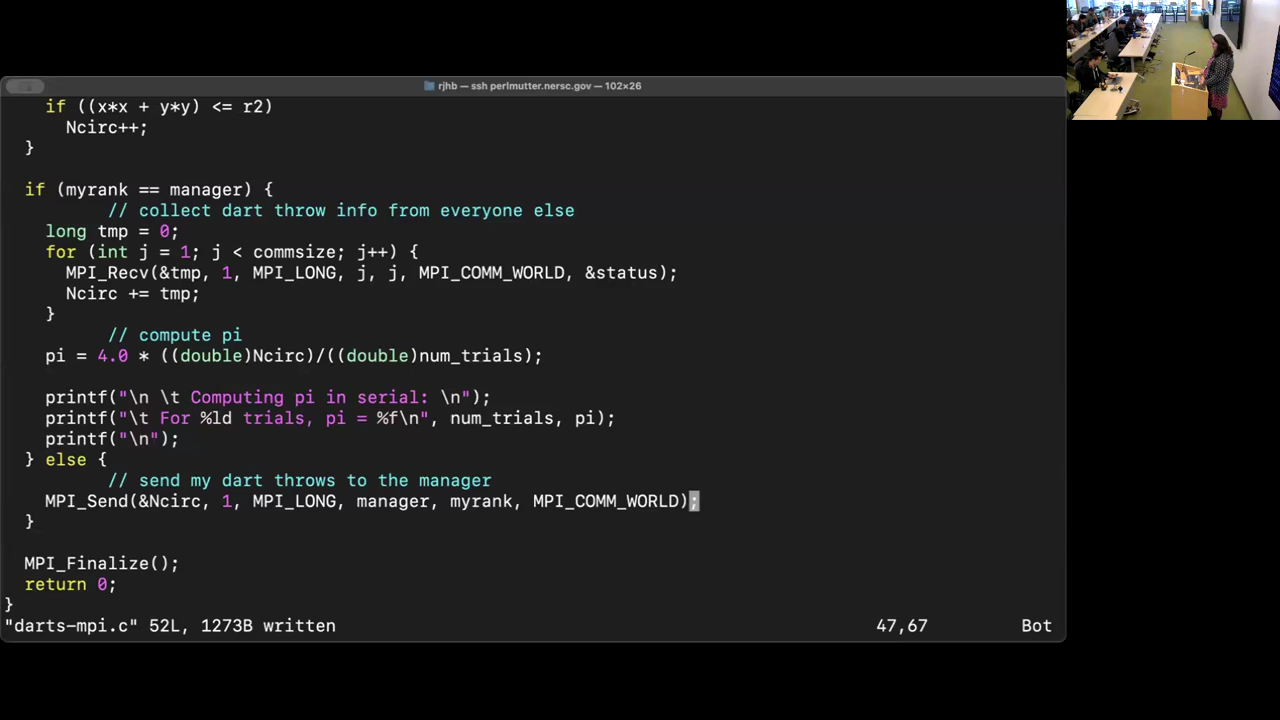 rjhb — ssh perlmutter.nersc.gov — 102×26
if ((x*x + y*y) <= r2)
Ncirc++;
}
if (myrank == manager) {
// collect dart throw info from everyone else
long tmp = 0;
for (int j = 1; j < commsize; j++) {
MPI_Recv(&tmp, 1, MPI_LONG, j, j, MPI_COMM_WORLD, &status);
Ncirc += tmp;
}
// compute pi
pi = 4.0 * ((double)Ncirc)/((double)num_trials);
printf("\n \t Computing pi in serial: \n");
printf("\t For %ld trials, pi = %f\n", num_trials, pi);
printf("\n");
} else {
// send my dart throws to the manager
MPI_Send(&Ncirc, 1, MPI_LONG, manager, myrank, MPI_COMM_WORLD);
}
MPI_Finalize();
return 0;
}
"darts-mpi.c" 52L, 1273B written 47,67 Bot